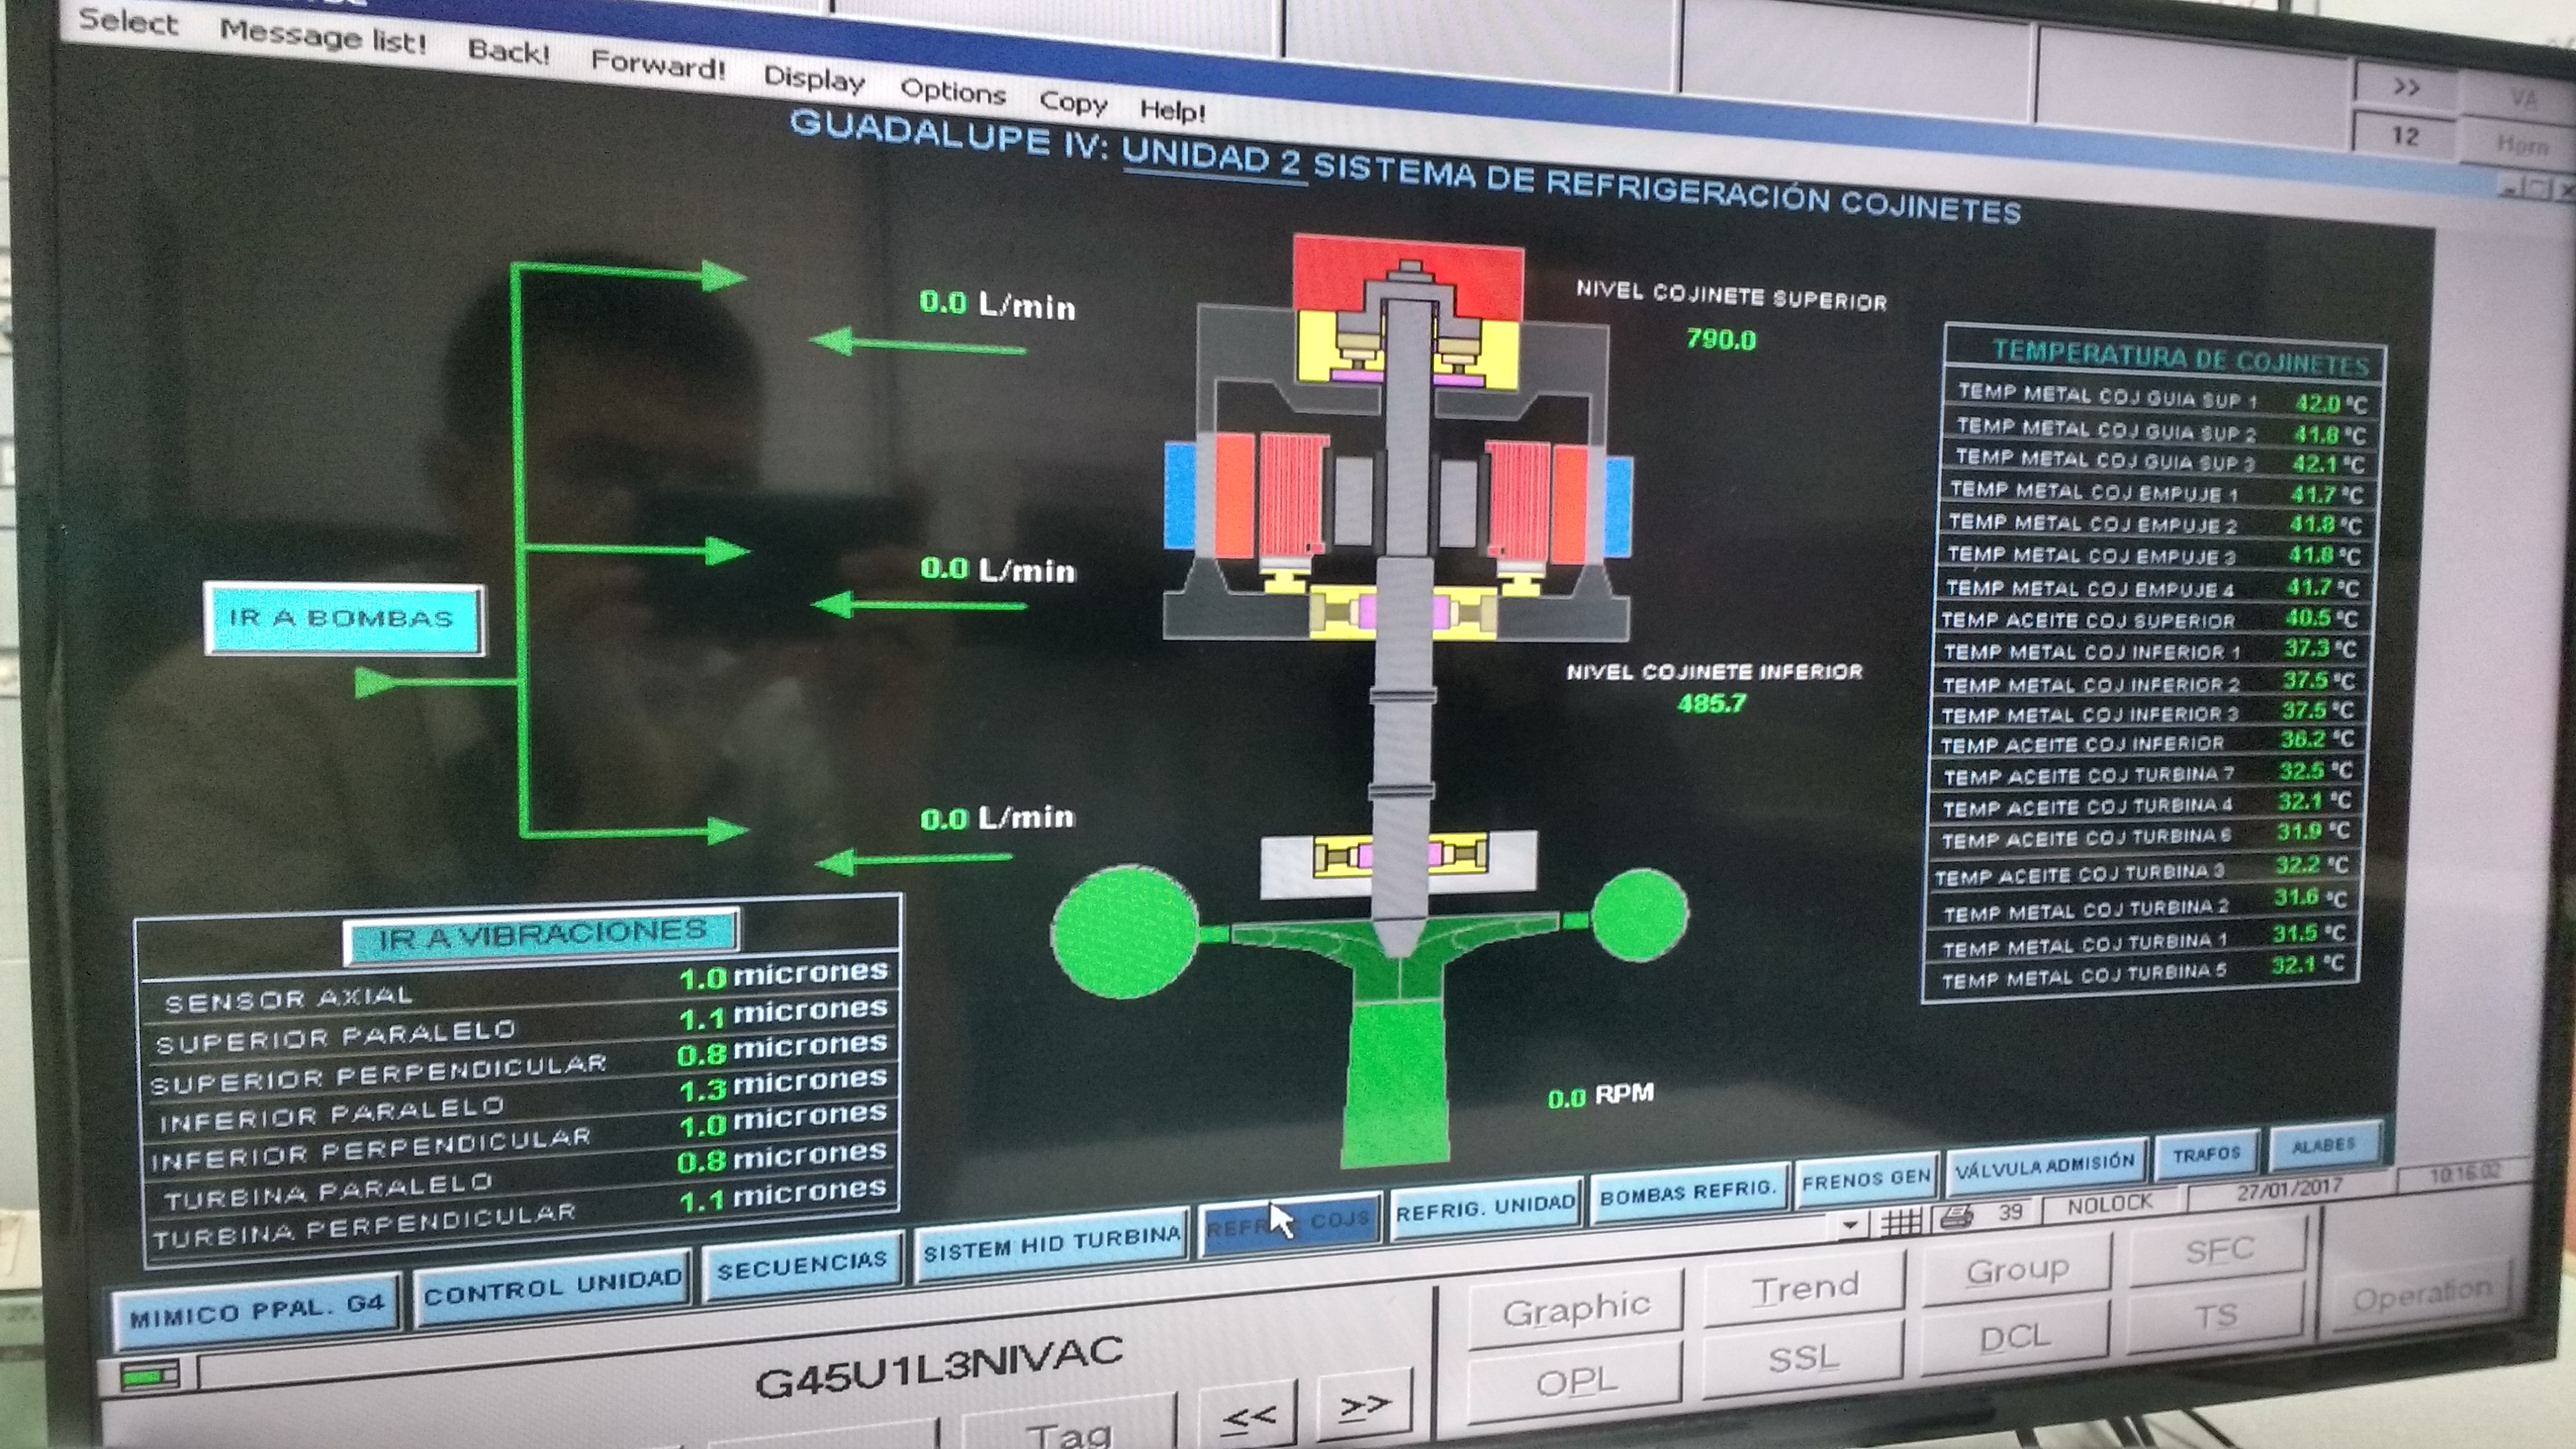 Select Message list! Back! Forward! Display Options Copy Help!
>> VA
12 Horn
GUADALUPE IV: UNIDAD 2 SISTEMA DE REFRIGERACIÓN COJINETES
0.0 L/min
0.0 L/min
0.0 L/min
IR A BOMBAS
NIVEL COJINETE SUPERIOR
790.0
NIVEL COJINETE INFERIOR
485.7
TEMPERATURA DE COJINETES
TEMP METAL COJ GUIA SUP 1 42.0 °C
TEMP METAL COJ GUIA SUP 2 41.8 °C
TEMP METAL COJ GUIA SUP 3 42.1 °C
TEMP METAL COJ EMPUJE 1 41.7 °C
TEMP METAL COJ EMPUJE 2 41.8 °C
TEMP METAL COJ EMPUJE 3 41.8 °C
TEMP METAL COJ EMPUJE 4 41.7 °C
TEMP ACEITE COJ SUPERIOR 40.5 °C
TEMP METAL COJ INFERIOR 1 37.3 °C
TEMP METAL COJ INFERIOR 2 37.5 °C
TEMP METAL COJ INFERIOR 3 37.5 °C
TEMP ACEITE COJ INFERIOR 36.2 °C
TEMP ACEITE COJ TURBINA 7 32.5 °C
TEMP ACEITE COJ TURBINA 4 32.1 °C
TEMP ACEITE COJ TURBINA 6 31.9 °C
TEMP ACEITE COJ TURBINA 3 32.2 °C
TEMP METAL COJ TURBINA 2 31.6 °C
TEMP METAL COJ TURBINA 1 31.5 °C
TEMP METAL COJ TURBINA 5 32.1 °C
IR A VIBRACIONES
SENSOR AXIAL 1.0 micrones
SUPERIOR PARALELO 1.1 micrones
SUPERIOR PERPENDICULAR 0.8 micrones
INFERIOR PARALELO 1.3 micrones
INFERIOR PERPENDICULAR 1.0 micrones
TURBINA PARALELO 0.8 micrones
TURBINA PERPENDICULAR 1.1 micrones
0.0 RPM
MIMICO PPAL. G4 CONTROL UNIDAD SECUENCIAS SISTEM HID TURBINA COJS REFRIG. UNIDAD BOMBAS REFRIG. FRENOS GEN VÁLVULA ADMISIÓN TRAFOS ALABES
39 NOLOCK 27/01/2017 10:16:02
G45U1L3NIVAC
Graphic Trend Group SFC
OPL SSL DCL TS Operation
Tag << >>